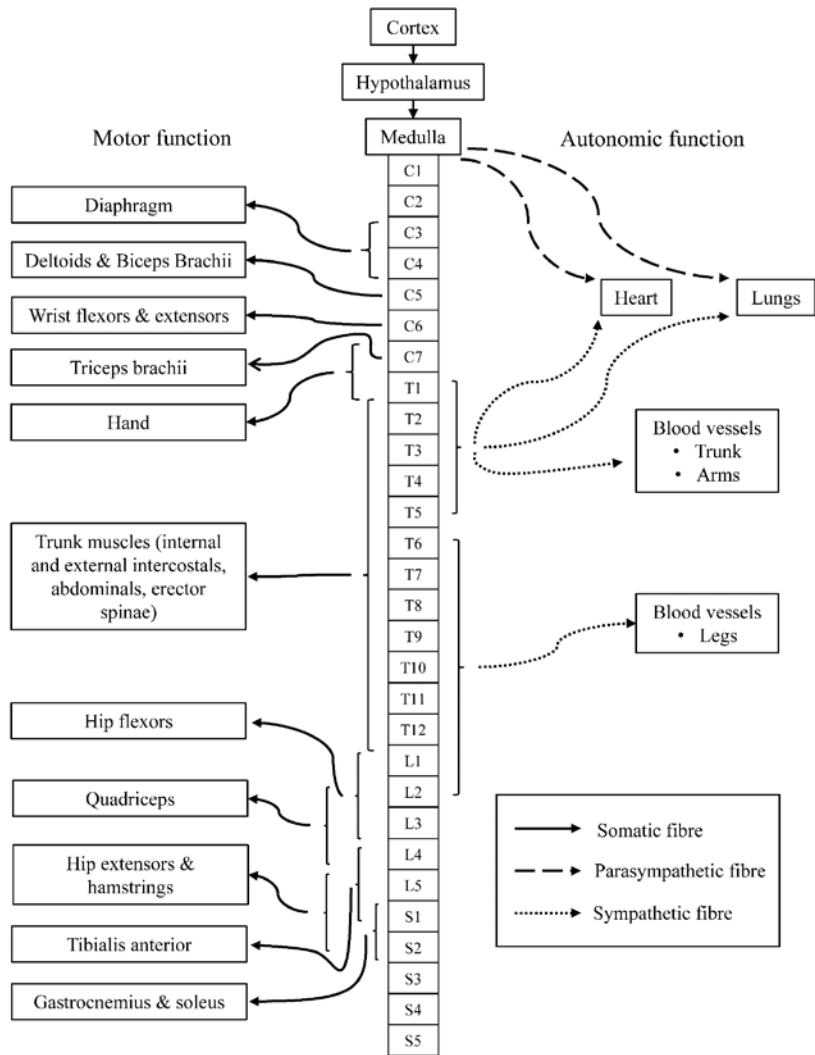 Cortex
Hypothalamus
Motor function
Medulla
Autonomic function
C1
C2
C3
C4
C5
C6
C7
T1
T2
T3
T4
T5
T6
T7
T8
T9
T10
T11
T12
L1
L2
L3
L4
L5
S1
S2
S3
S4
S5
Diaphragm
Deltoids & Biceps Brachii
Wrist flexors & extensors
Triceps brachii
Hand
Trunk muscles (internal
and external intercostals,
abdominals, erector
spinae)
Hip flexors
Quadriceps
Hip extensors &
hamstrings
Tibialis anterior
Gastrocnemius & soleus
Heart
Lungs
Blood vessels
• Trunk
• Arms
Blood vessels
• Legs
Somatic fibre
Parasympathetic fibre
Sympathetic fibre